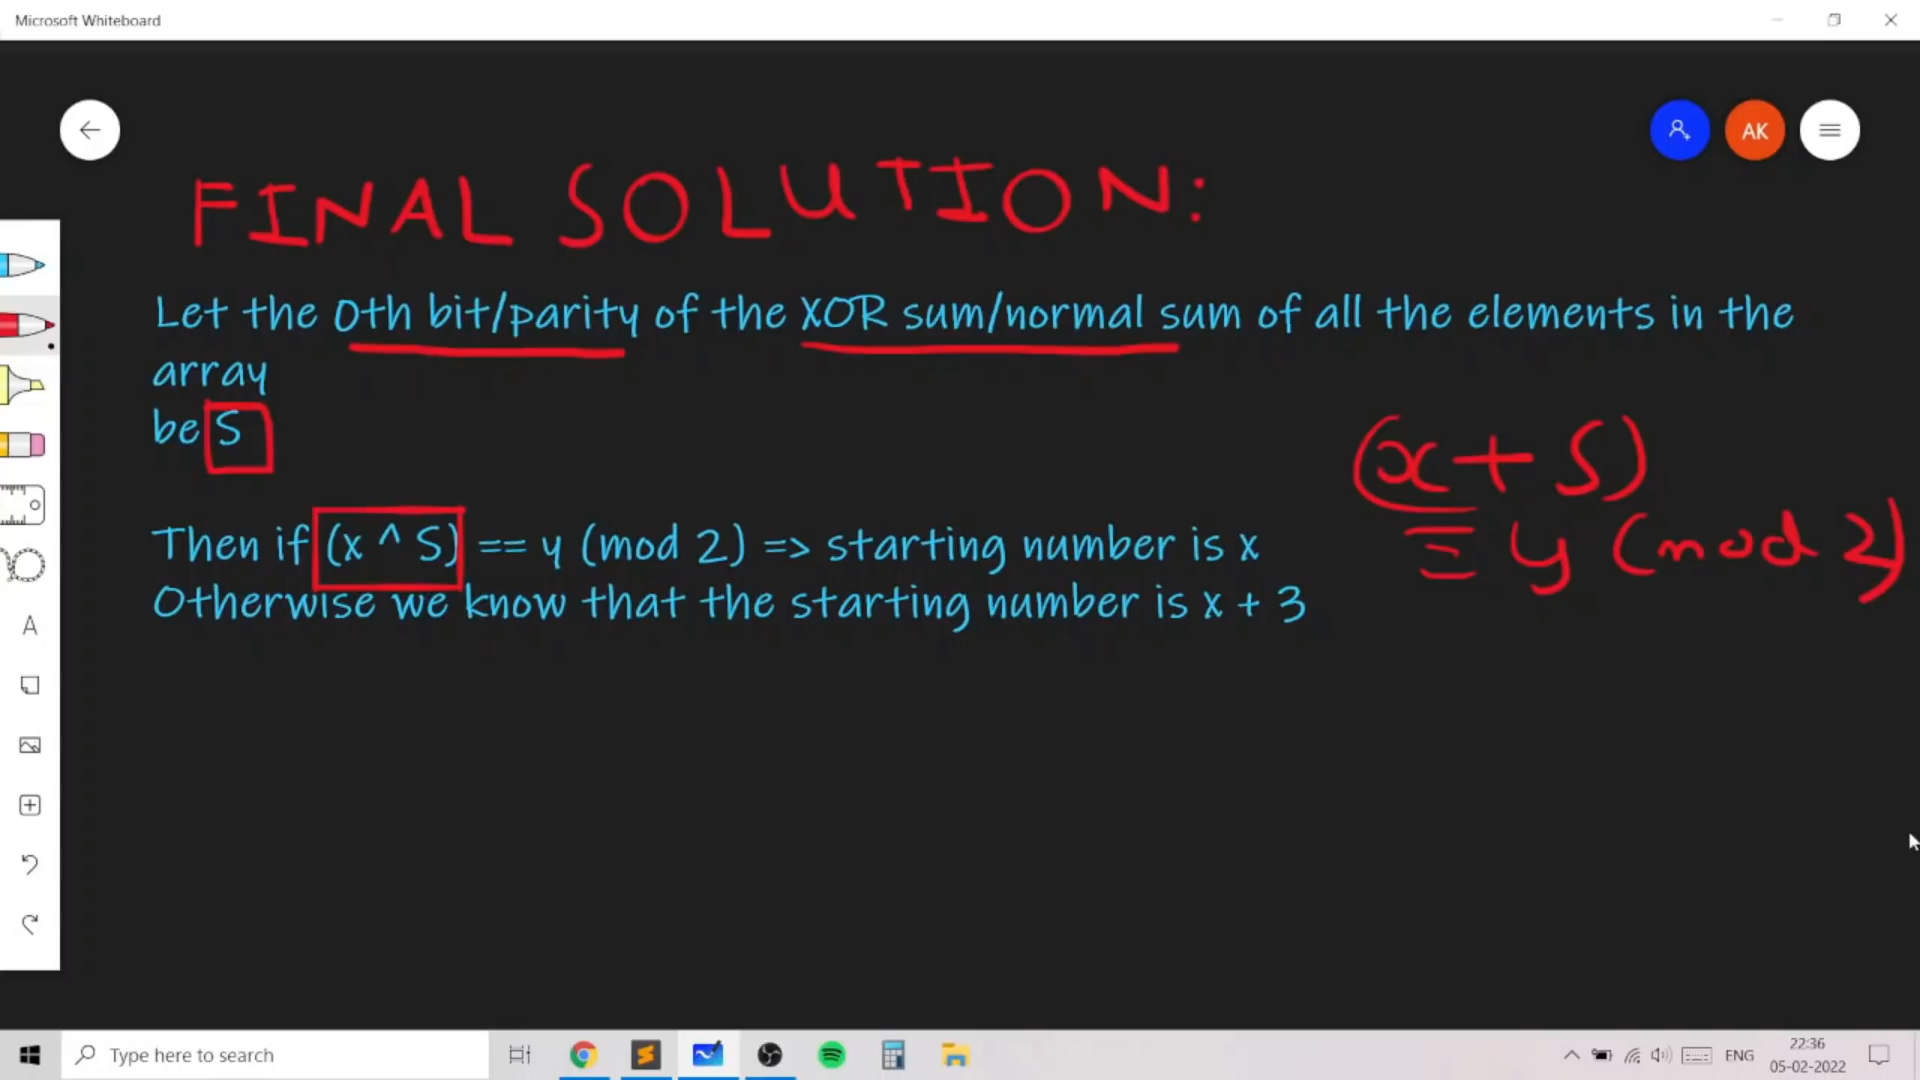 Microsoft Whiteboard
AK
FINAL SOLUTION:
Let the 0th bit/parity of the XOR sum/normal sum of all the elements in the
array
be S
(x + S)
≡ y (mod 2)
Then if (x ^ S) == y (mod 2) => starting number is x
Otherwise we know that the starting number is x + 3
A
Type here to search
ENG
22:36
05-02-2022